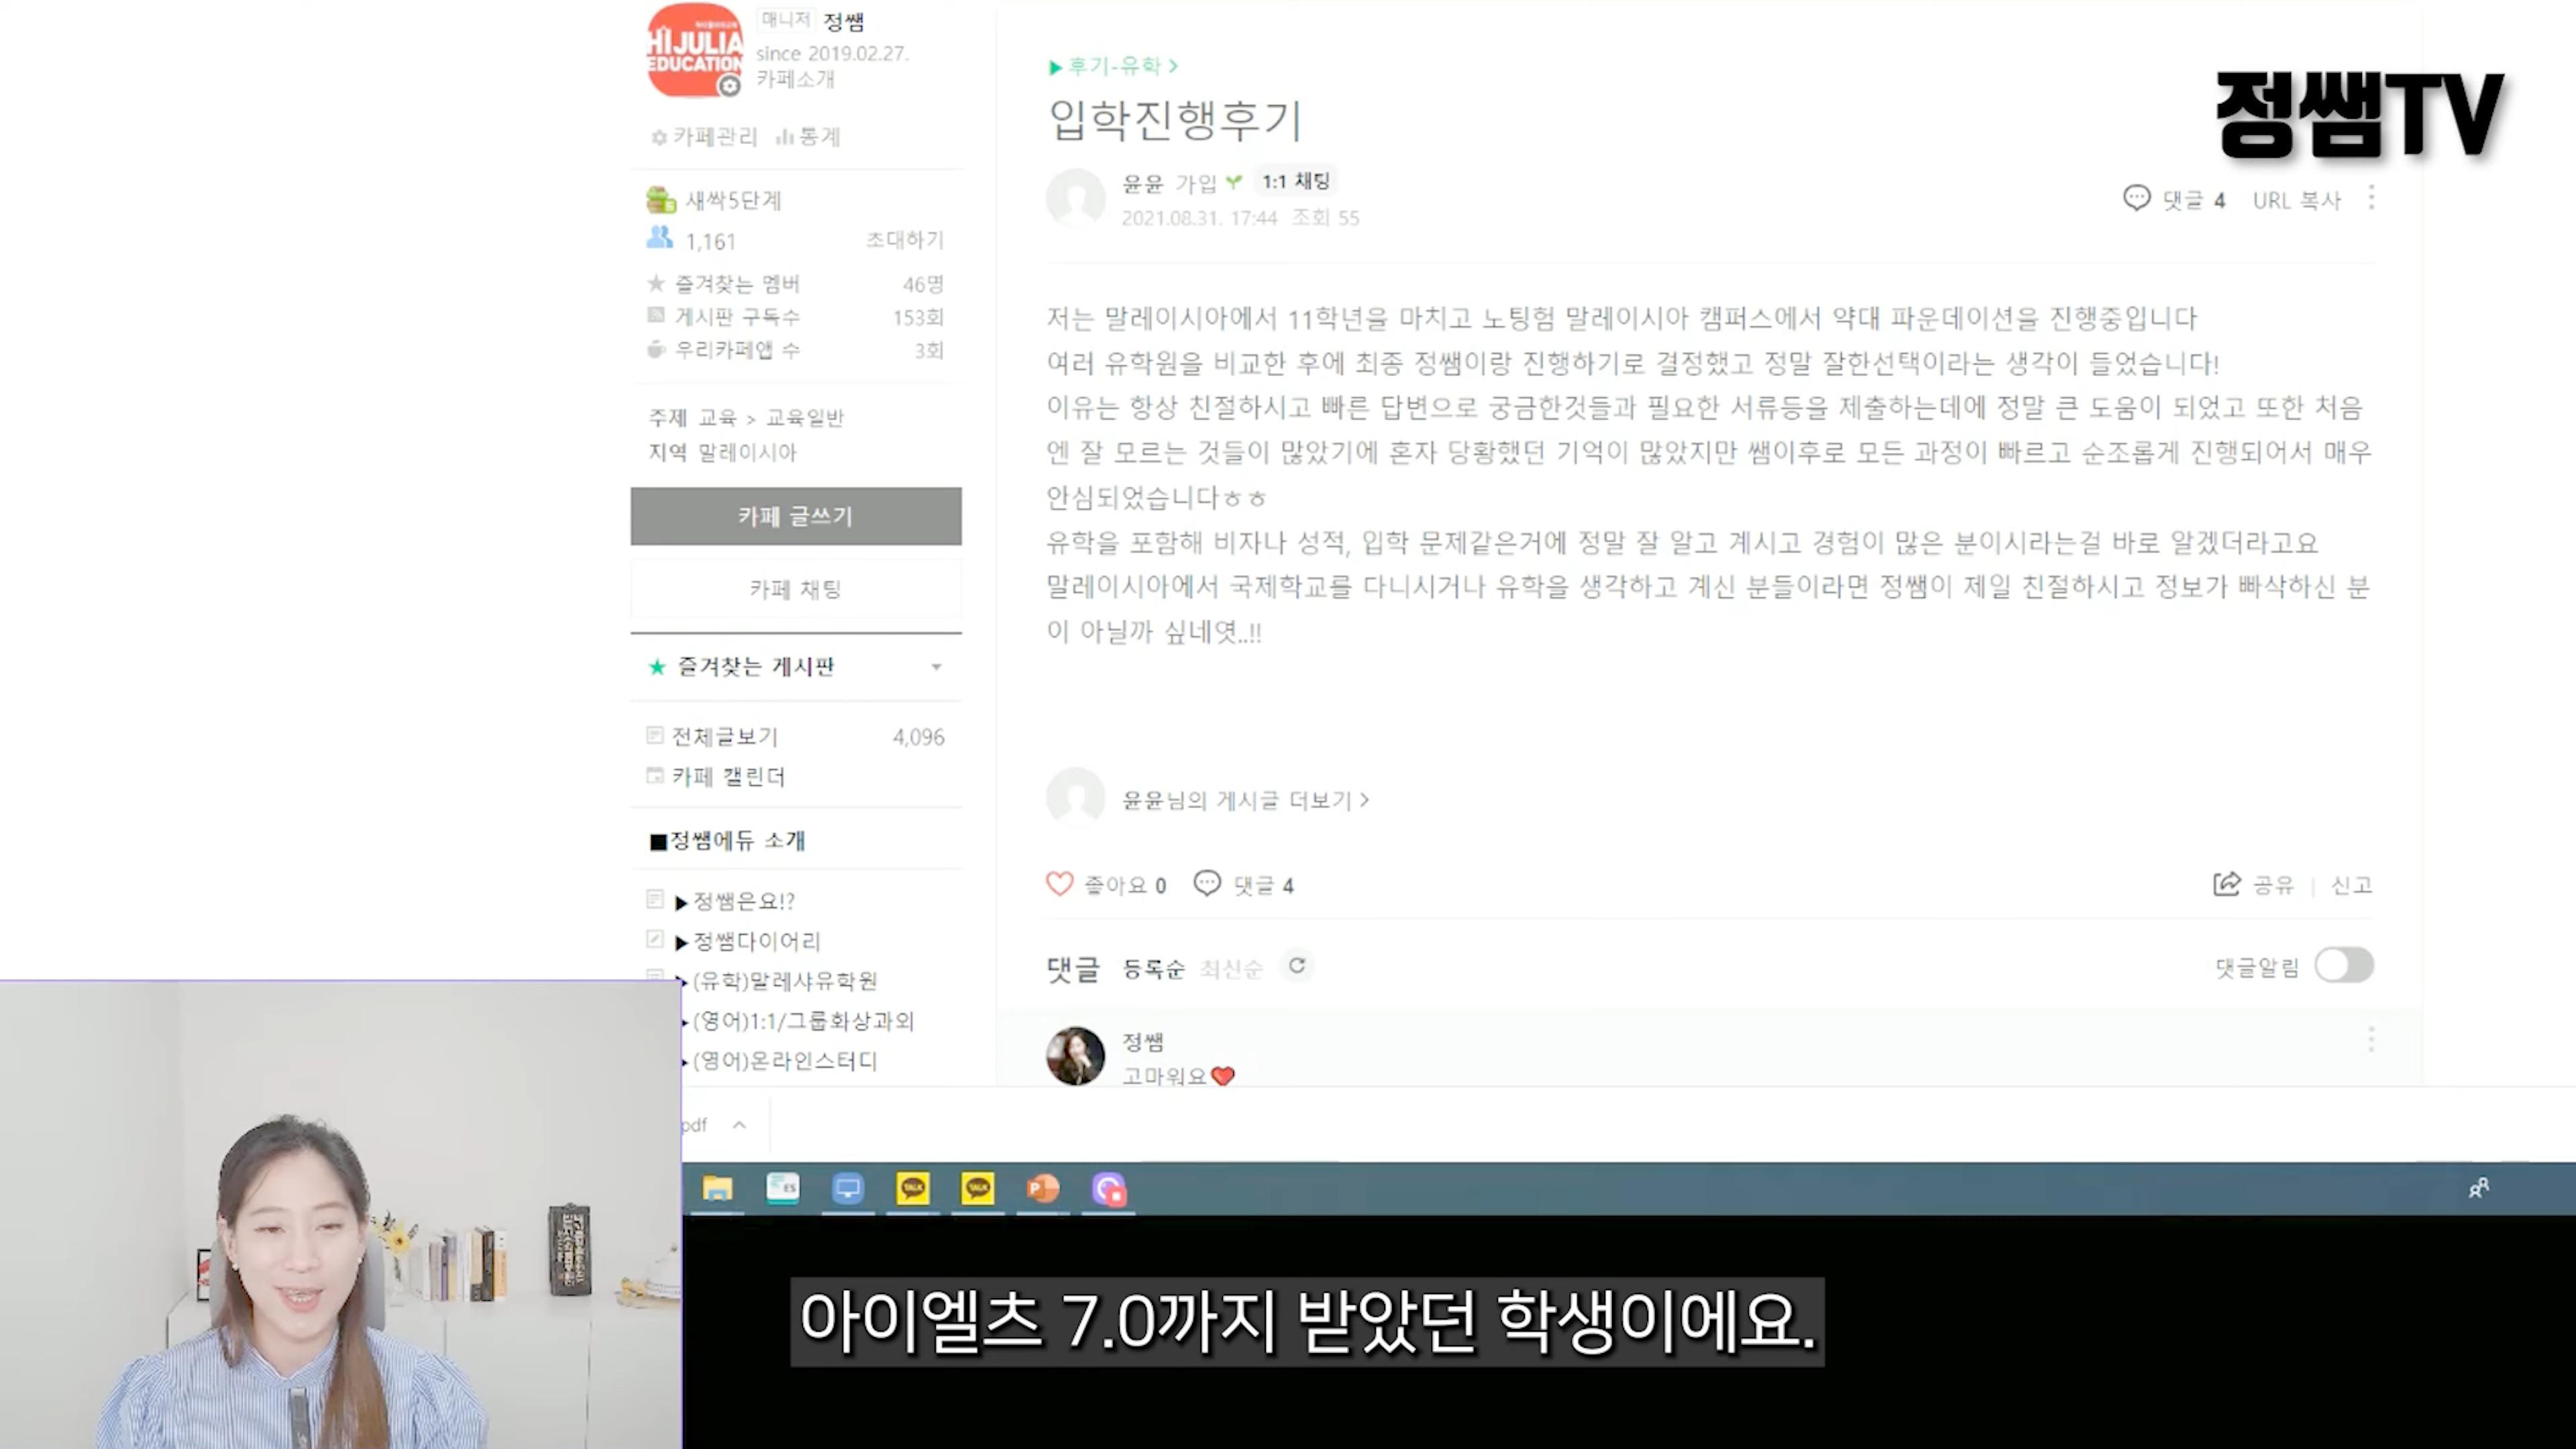 HI JULIA
EDUCATION
매니저 정쌤
since 2019.02.27.
카페소개
카페관리 통계
새싹5단계
1,161 초대하기
즐겨찾는 멤버 46명
게시판 구독수 153회
우리카페앱 수 3회
주제 교육 > 교육일반
지역 말레이시아
카페 글쓰기
카페 채팅
★ 즐겨찾는 게시판
전체글보기 4,096
카페 캘린더
■정쌤에듀 소개
▶정쌤은요!?
▶정쌤다이어리
▶(유학)말레샤유학원
▶(영어)1:1/그룹화상과외
▶(영어)온라인스터디
정쌤TV
▶후기-유학 >
입학진행후기
윤윤 가입 1:1 채팅
2021.08.31. 17:44 조회 55
댓글 4 URL 복사
저는 말레이시아에서 11학년을 마치고 노팅험 말레이시아 캠퍼스에서 약대 파운데이션을 진행중입니다
여러 유학원을 비교한 후에 최종 정쌤이랑 진행하기로 결정했고 정말 잘한선택이라는 생각이 들었습니다!
이유는 항상 친절하시고 빠른 답변으로 궁금한것들과 필요한 서류등을 제출하는데에 정말 큰 도움이 되었고 또한 처음
엔 잘 모르는 것들이 많았기에 혼자 당황했던 기억이 많았지만 쌤이후로 모든 과정이 빠르고 순조롭게 진행되어서 매우
안심되었습니다ㅎㅎ
유학을 포함해 비자나 성적, 입학 문제같은거에 정말 잘 알고 계시고 경험이 많은 분이시라는걸 바로 알겠더라고요
말레이시아에서 국제학교를 다니시거나 유학을 생각하고 계신 분들이라면 정쌤이 제일 친절하시고 정보가 빠삭하신 분
이 아닐까 싶네엿..!!
윤윤님의 게시글 더보기 >
좋아요 0 댓글 4
공유 | 신고
댓글 등록순 최신순
댓글알림
정쌤
고마워요❤
pdf
ES
TALK
TALK
P
아이엘츠 7.0까지 받았던 학생이에요.